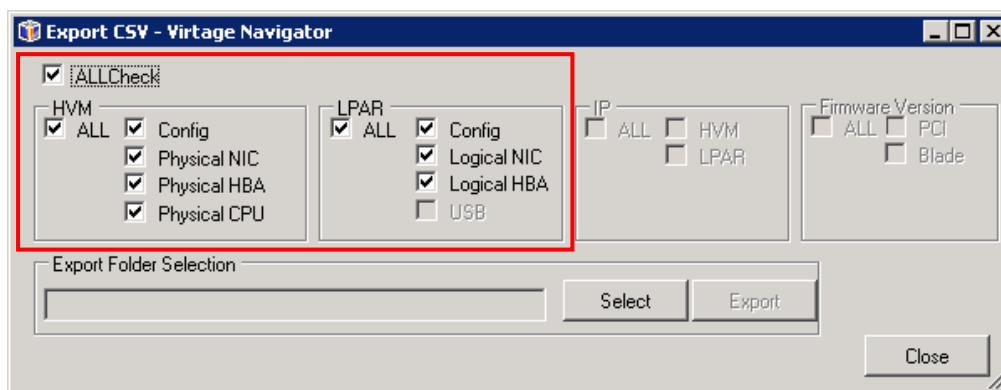 Export CSV - Virtage Navigator
ALLCheck
HVM
ALL
Config
Physical NIC
Physical HBA
Physical CPU
LPAR
ALL
Config
Logical NIC
Logical HBA
USB
IP
ALL
HVM
LPAR
Firmware Version
ALL
PCI
Blade
Export Folder Selection
Select
Export
Close